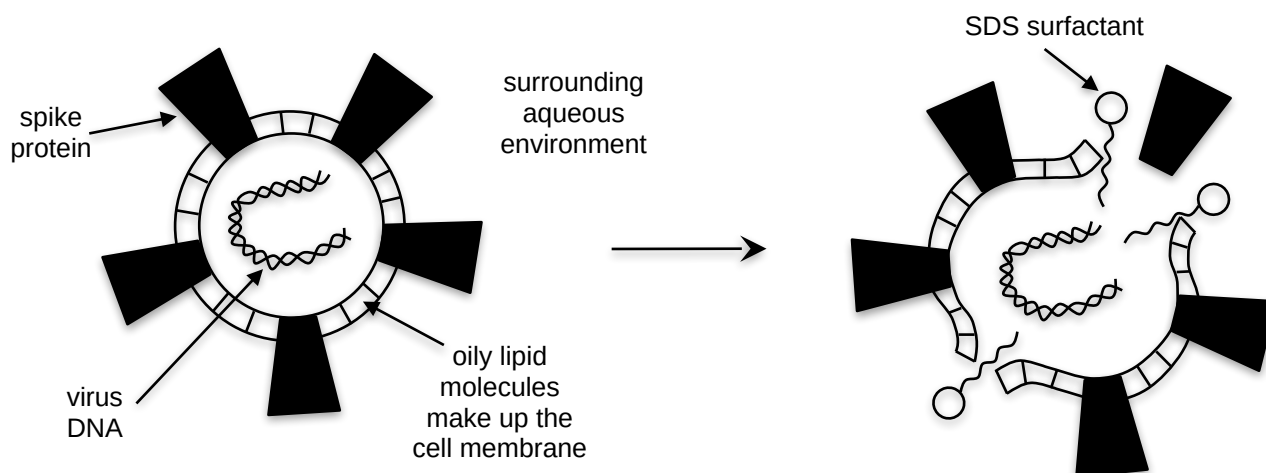 SDS surfactant
surrounding
aqueous
environment
spike
protein
virus
DNA
oily lipid
molecules
make up the
cell membrane